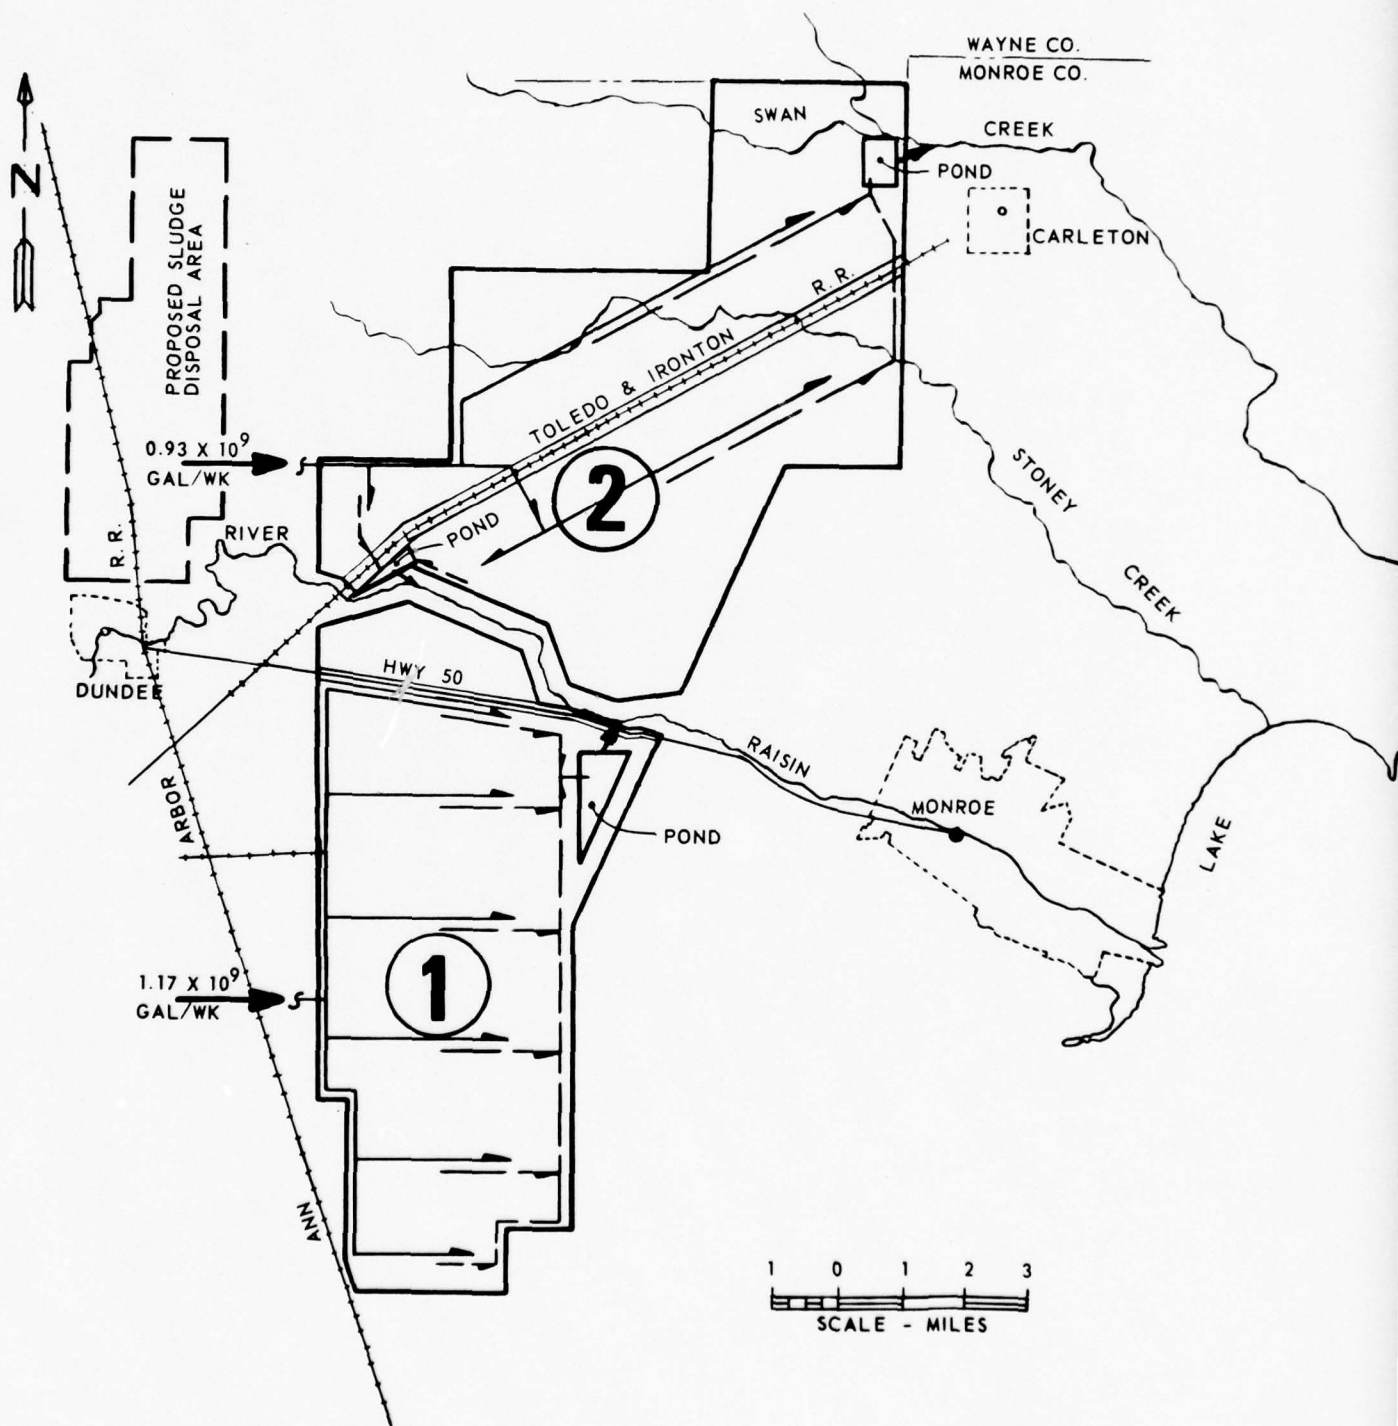 WAYNE CO.
MONROE CO.
SWAN
CREEK
POND
CARLETON
N
PROPOSED SLUDGE
DISPOSAL AREA
R. R.
TOLEDO & IRONTON
0.93 X 10⁹
GAL/WK
2
STONEY
CREEK
POND
RIVER
R. R.
DUNDEE
HWY 50
RAISIN
MONROE
LAKE
POND
ARBOR
1
1.17 X 10⁹
GAL/WK
ANN
1 0 1 2 3
SCALE - MILES